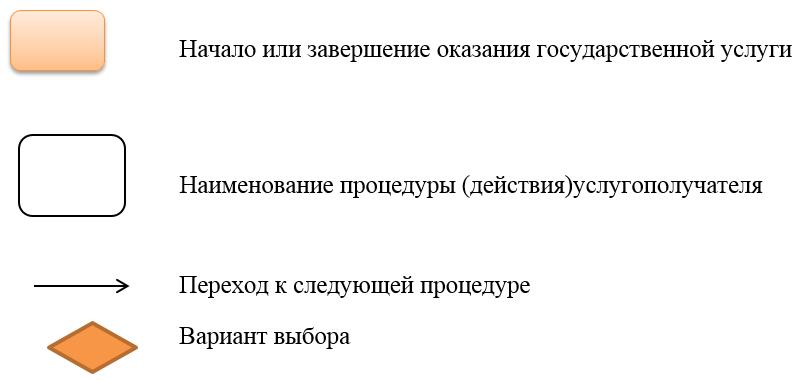 Начало или завершение оказания государственной услуги
Наименование процедуры (действия)услугополучателя
Переход к следующей процедуре
Вариант выбора